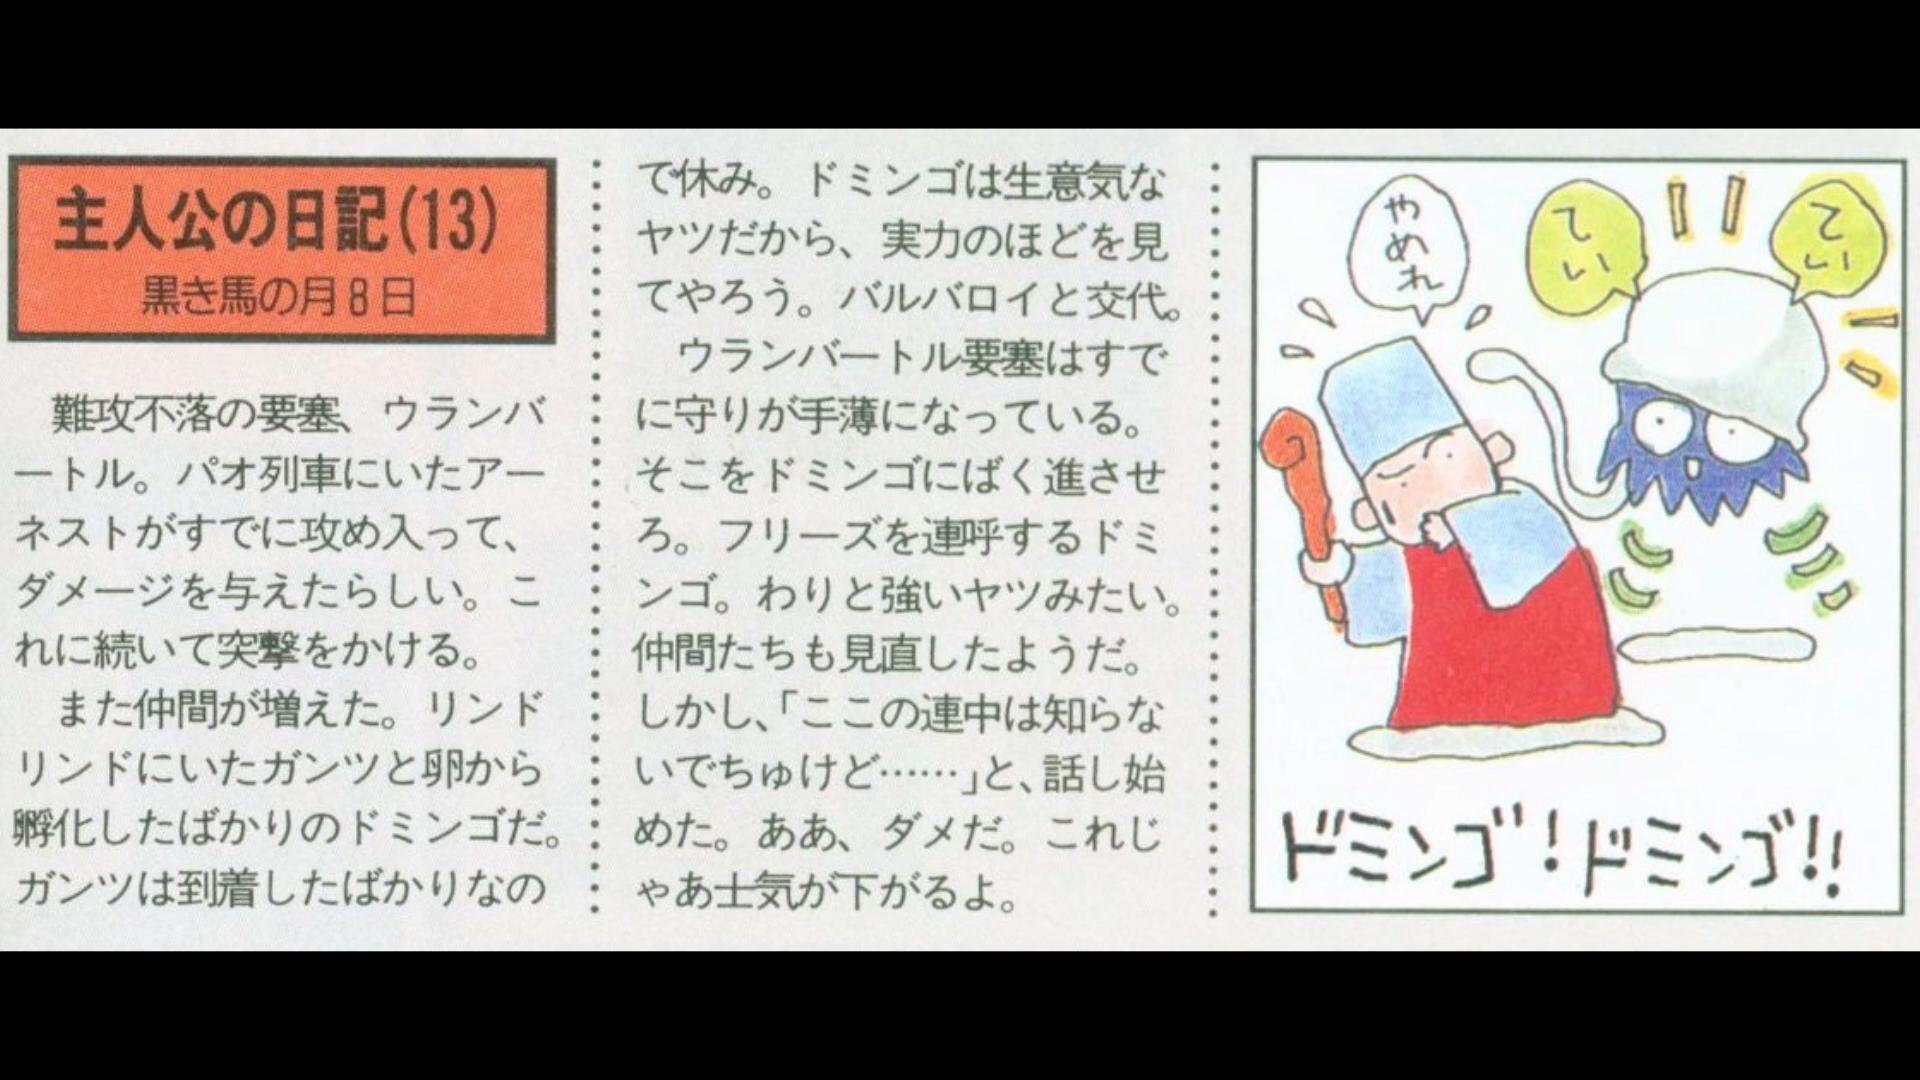 主人公の日記(13)
黒き馬の月8日
難攻不落の要塞、ウランバ
ートル。パオ列車にいたアー
ネストがすでに攻め入って、
ダメージを与えたらしい。こ
れに続いて突撃をかける。
また仲間が増えた。リンド
リンドにいたガンツと卵から
孵化したばかりのドミンゴだ。
ガンツは到着したばかりなの
で休み。ドミンゴは生意気な
ヤツだから、実力のほどを見
てやろう。バルバロイと交代。
ウランバートル要塞はすで
に守りが手薄になっている。
そこをドミンゴにばく進させ
ろ。フリーズを連呼するドミ
ンゴ。わりと強いヤツみたい。
仲間たちも見直したようだ。
しかし、「ここの連中は知らな
いでちゅけど……」と、話し始
めた。ああ、ダメだ。これじ
ゃあ士気が下がるよ。
やめれ
てい
てい
ドミンゴ!ドミンゴ!!